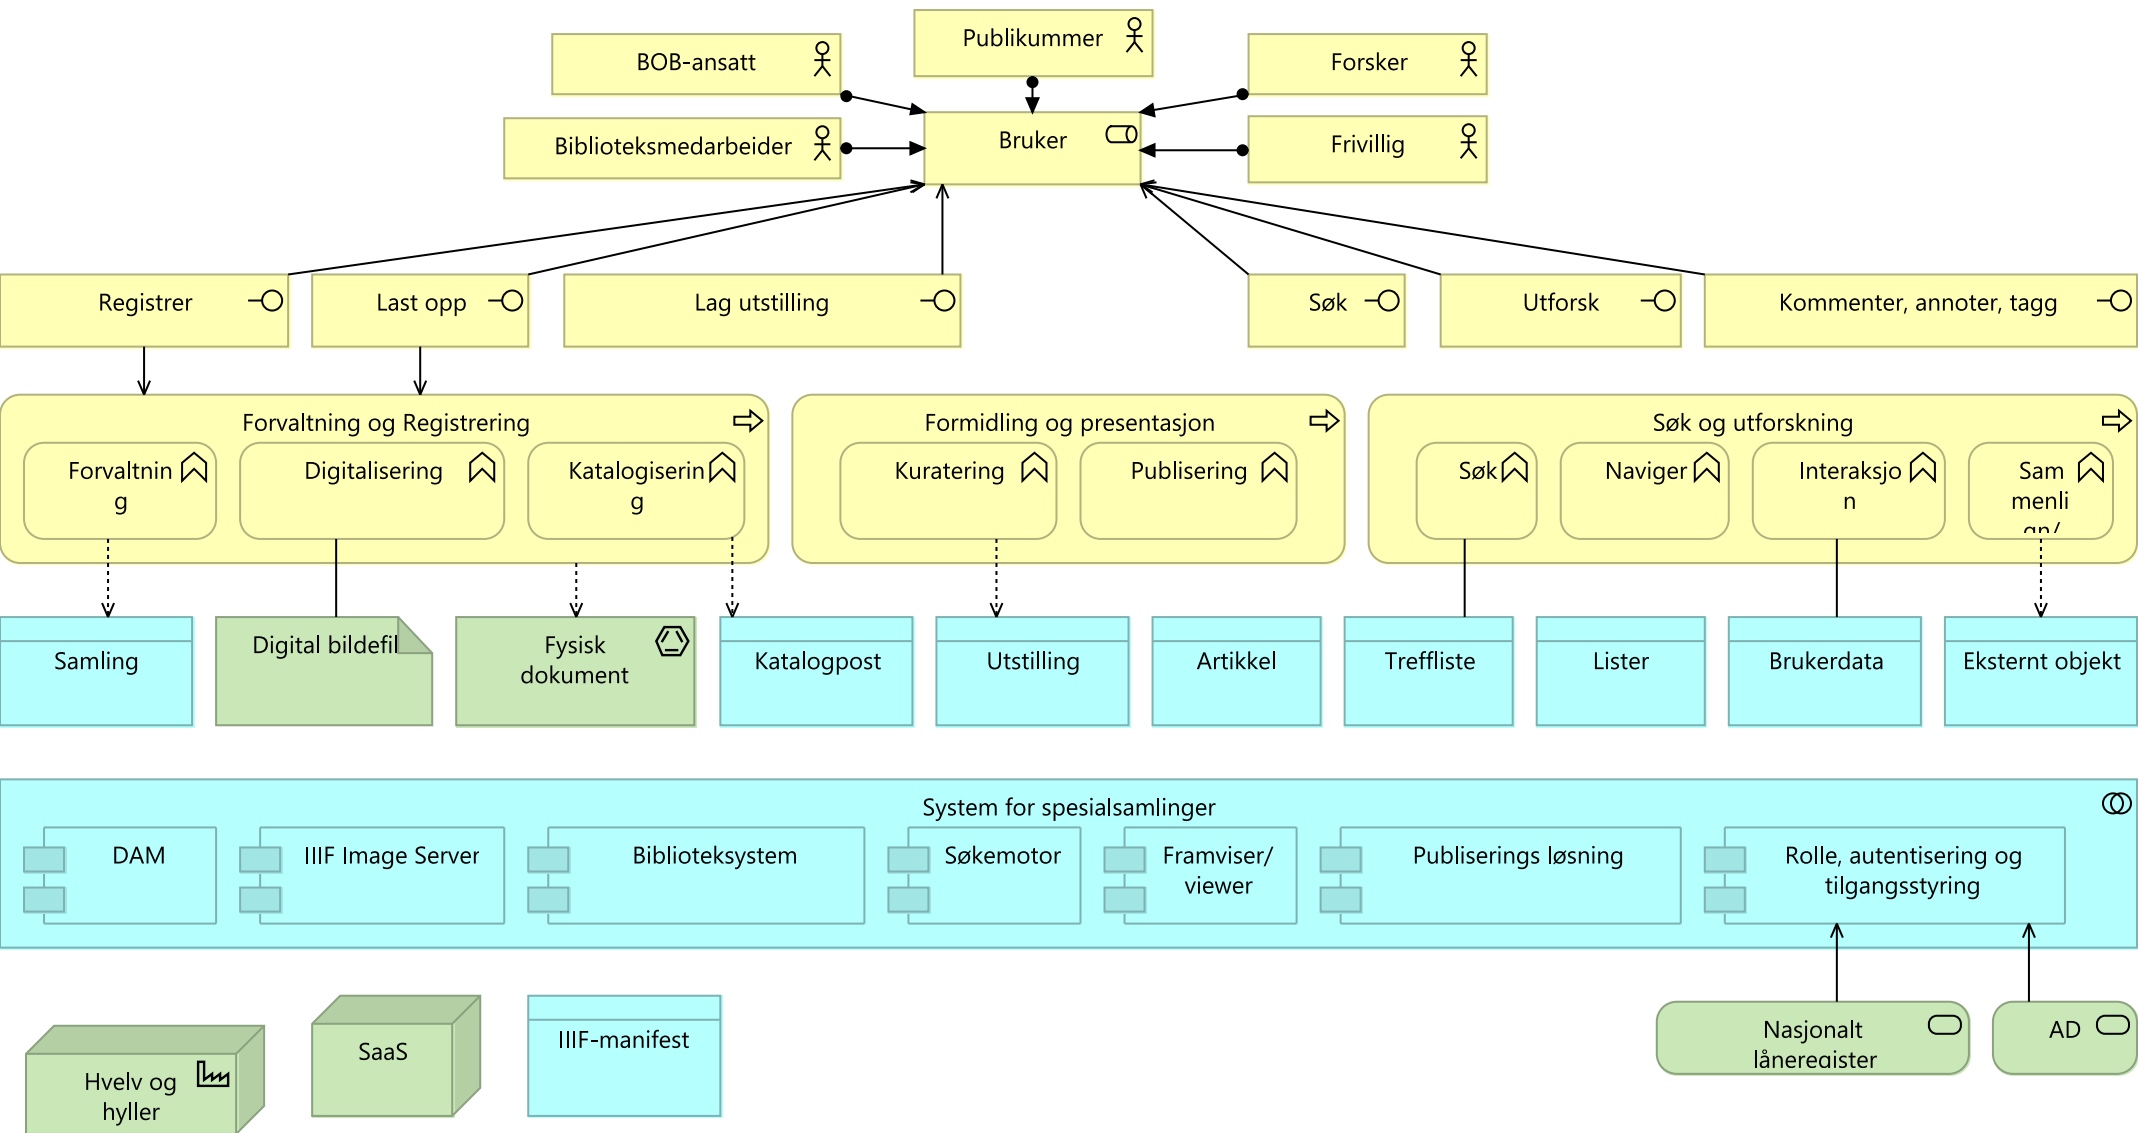 Publikummer
BOB-ansatt
Forsker
Bruker
Biblioteksmedarbeider
Frivillig
Registrer
Last opp
Lag utstilling
Søk
Utforsk
Kommenter, annoter, tagg
Forvaltning og Registrering
Formidling og presentasjon
Søk og utforskning
Forvaltnin
g
Digitalisering
Katalogiserin
g
Kuratering
Publisering
Søk
Naviger
Interaksjo
n
Sam
menli
gn/
Samling
Digital bildefil
Fysisk
dokument
Katalogpost
Utstilling
Artikkel
Treffliste
Lister
Brukerdata
Eksternt objekt
System for spesialsamlinger
DAM
IIIF Image Server
Biblioteksystem
Søkemotor
Framviser/
viewer
Publiserings løsning
Rolle, autentisering og
tilgangsstyring
Hvelv og
hyller
SaaS
IIIF-manifest
Nasjonalt
låneregister
AD